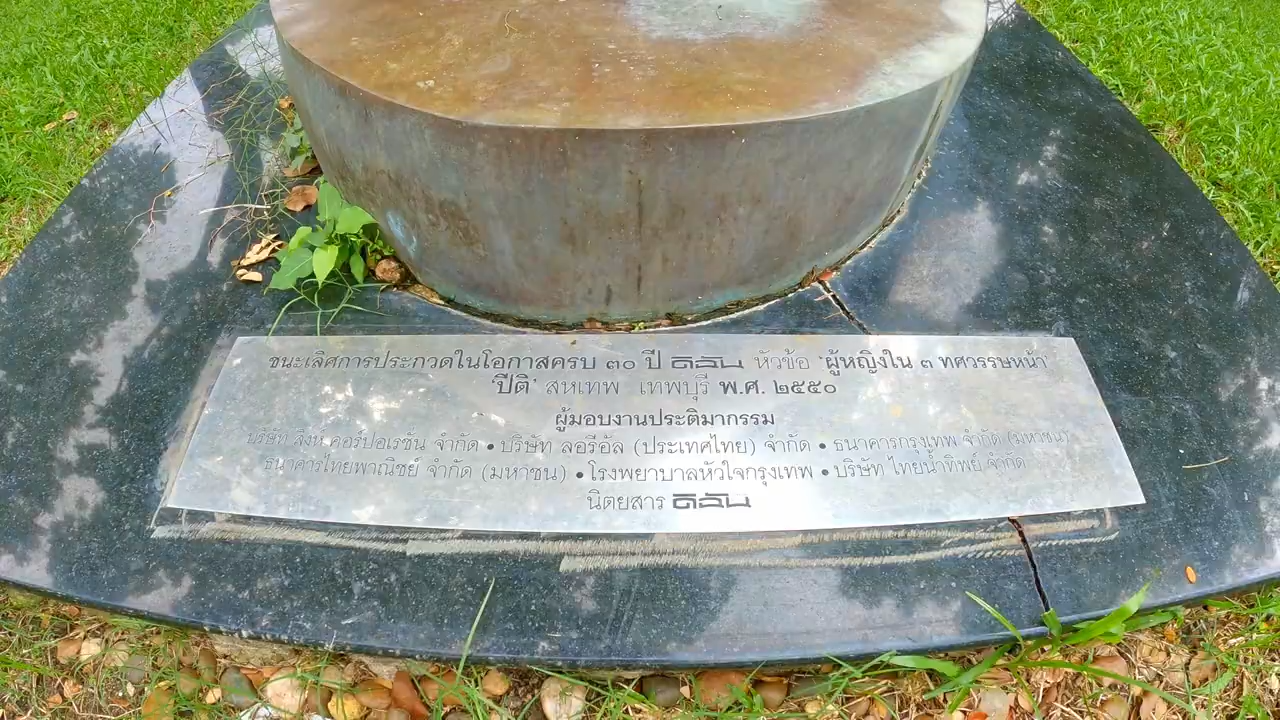 ชนะเลิศการประกวดในโอกาสครบ ๓๐ ปี ดิฉัน หัวข้อ 'ผู้หญิงใน ๓ ทศวรรษหน้า'
'ปีติ' สหเทพ เทพบุรี พ.ศ. ๒๕๕๐
ผู้มอบงานประติมากรรม
บริษัท สิงห์ คอร์ปอเรชั่น จำกัด • บริษัท ลอรีอัล (ประเทศไทย) จำกัด • ธนาคารกรุงเทพ จำกัด (มหาชน)
ธนาคารไทยพาณิชย์ จำกัด (มหาชน) • โรงพยาบาลหัวใจกรุงเทพ • บริษัท ไทยน้ำทิพย์ จำกัด
นิตยสาร ดิฉัน